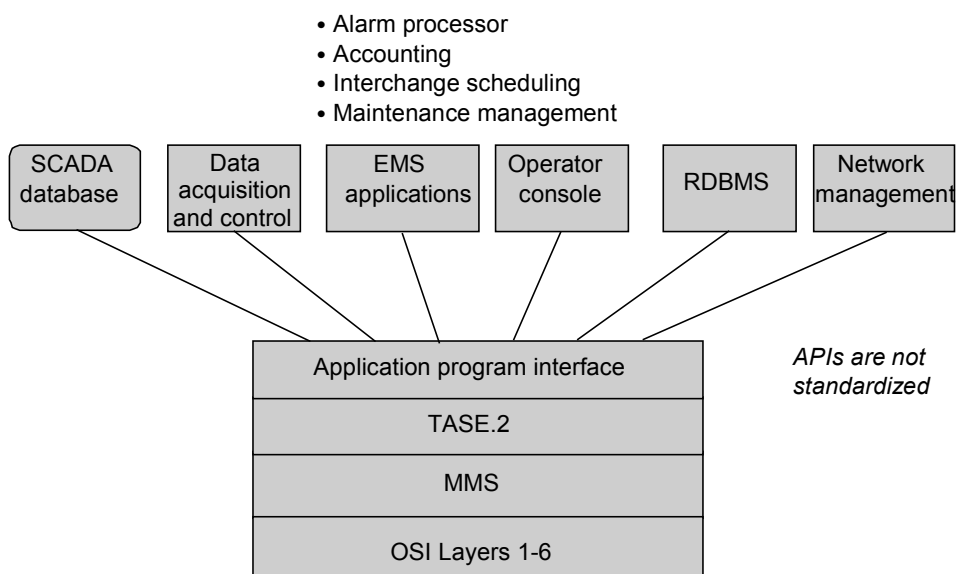 • Alarm processor
• Accounting
• Interchange scheduling
• Maintenance management
SCADA
database
Data
acquisition
and control
EMS
applications
Operator
console
RDBMS
Network
management
Application program interface
APIs are not
standardized
TASE.2
MMS
OSI Layers 1-6